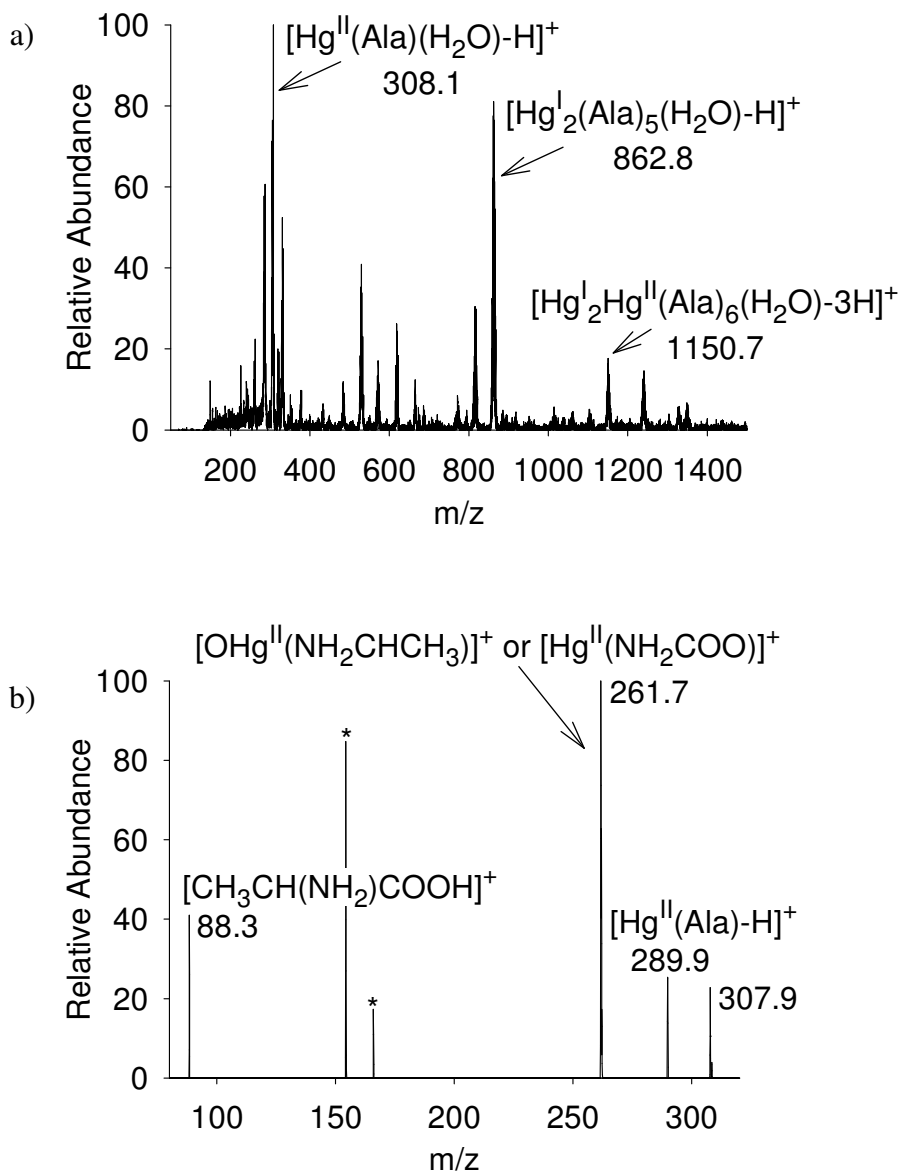 a)
[Hg^II(Ala)(H₂O)-H]⁺
308.1
[Hg^I₂(Ala)₅(H₂O)-H]⁺
862.8
[Hg^I₂Hg^II(Ala)₆(H₂O)-3H]⁺
1150.7
Relative Abundance
100
80
60
40
20
0
200 400 600 800 1000 1200 1400
m/z
b)
[OHg^II(NH₂CHCH₃)]⁺ or [Hg^II(NH₂COO)]⁺
261.7
*
[CH₃CH(NH₂)COOH]⁺
88.3
*
[Hg^II(Ala)-H]⁺
289.9
307.9
Relative Abundance
100
80
60
40
20
0
100 150 200 250 300
m/z